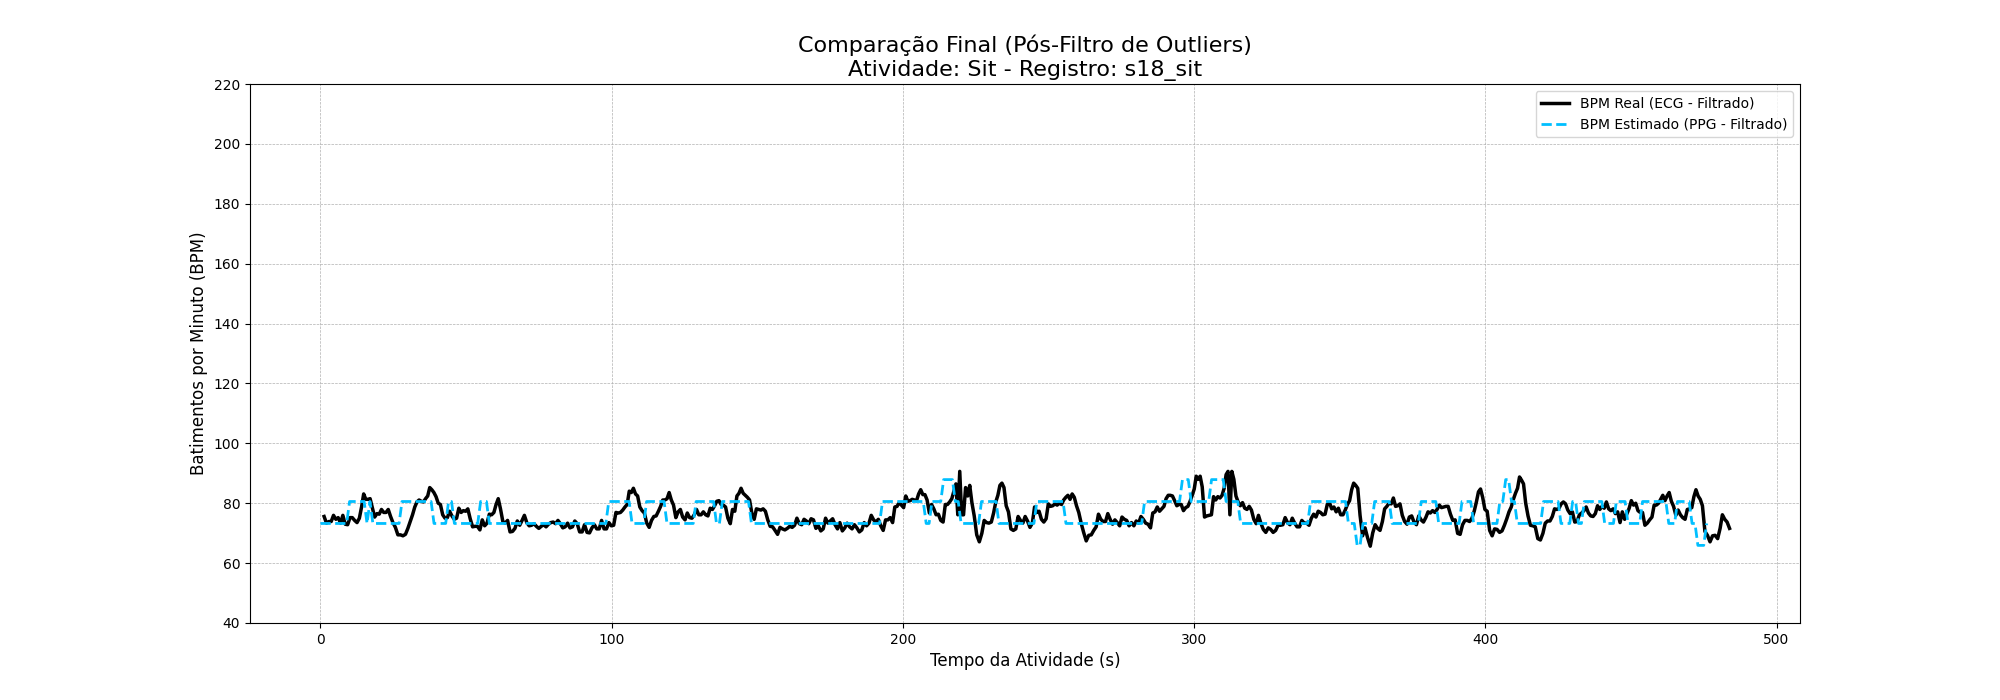 Comparação Final (Pós-Filtro de Outliers)
Atividade: Sit - Registro: s18_sit
BPM Real (ECG - Filtrado)
BPM Estimado (PPG - Filtrado)
Batimentos por Minuto (BPM)
220
200
180
160
140
120
100
80
60
40
0 100 200 300 400 500
Tempo da Atividade (s)